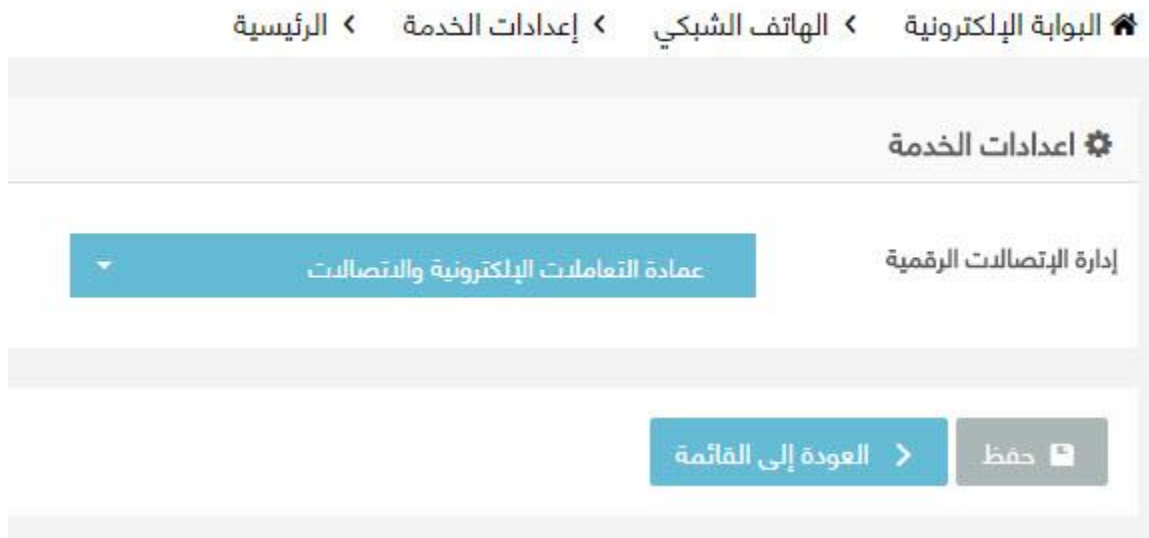 البوابة الإلكترونية › الهاتف الشبكي › إعدادات الخدمة › الرئيسية
اعدادات الخدمة
إدارة الإتصالات الرقمية
عمادة التعاملات الإلكترونية والاتصالات
حفظ
العودة إلى القائمة